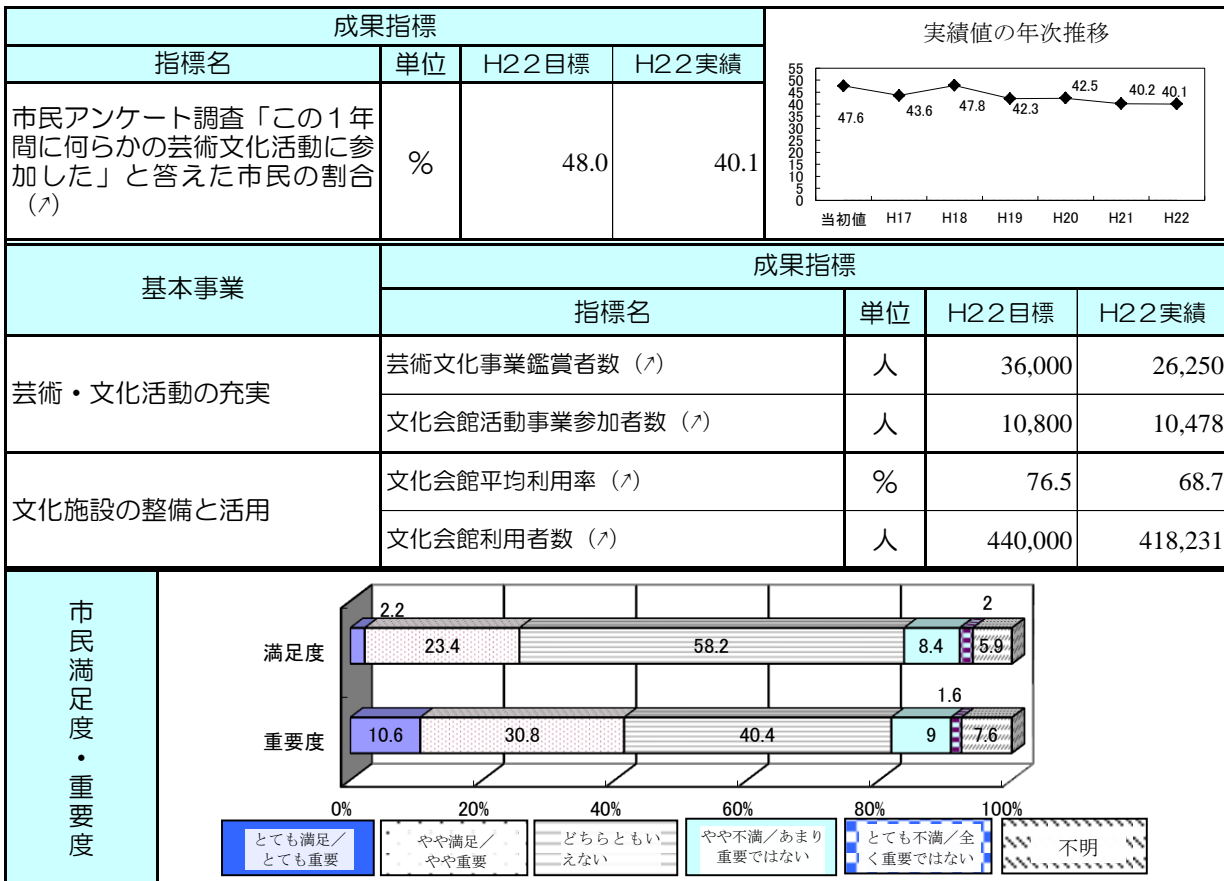 成果指標
指標名 単位 H22目標 H22実績
市民アンケート調査「この1年
間に何らかの芸術文化活動に参
加した」と答えた市民の割合
(↗)
% 48.0 40.1
実績値の年次推移
55
50
45
40
35
30
25
20
15
10
5
0
47.6 43.6 47.8 42.3 42.5 40.2 40.1
当初値 H17 H18 H19 H20 H21 H22
基本事業
成果指標
指標名 単位 H22目標 H22実績
芸術・文化活動の充実
芸術文化事業鑑賞者数(↗) 人 36,000 26,250
文化会館活動事業参加者数(↗) 人 10,800 10,478
文化施設の整備と活用
文化会館平均利用率(↗) % 76.5 68.7
文化会館利用者数(↗) 人 440,000 418,231
市民満足度・重要度
満足度 2.2 23.4 58.2 8.4 2 5.9
重要度 10.6 30.8 40.4 9 1.6 7.6
0% 20% 40% 60% 80% 100%
とても満足/
とても重要
やや満足/
やや重要
どちらともい
えない
やや不満/あまり
重要ではない
とても不満/全
く重要ではない
不明